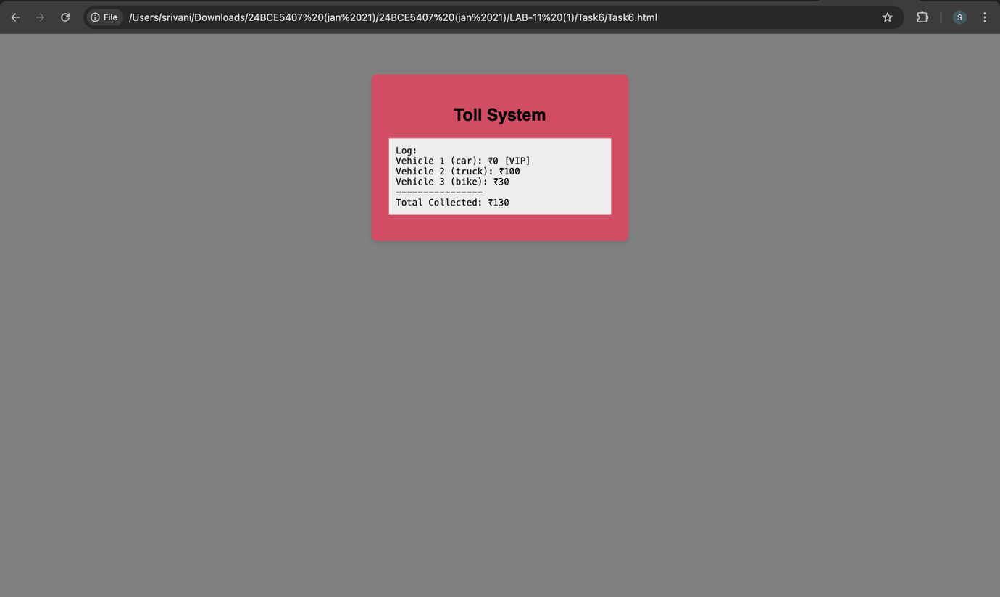 File
/Users/srivani/Downloads/24BCE5407%20(jan%2021)/24BCE5407%20(jan%2021)/LAB-11%20(1)/Task6/Task6.html
S
Toll System
Log:
Vehicle 1 (car): ₹0 [VIP]
Vehicle 2 (truck): ₹100
Vehicle 3 (bike): ₹30
----------------
Total Collected: ₹130